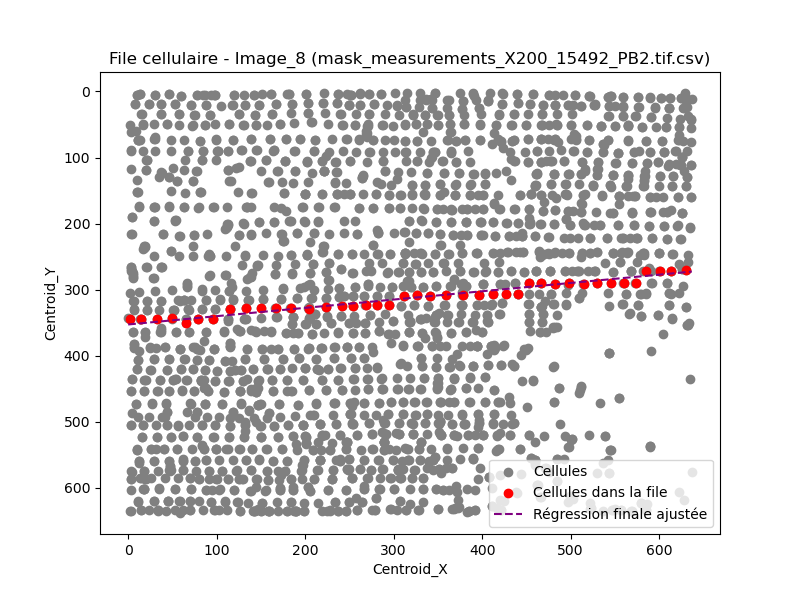 File cellulaire - Image_8 (mask_measurements_X200_15492_PB2.tif.csv)
0
100
200
300
400
500
600
Centroid_Y
Cellules
Cellules dans la file
Régression finale ajustée
0 100 200 300 400 500 600
Centroid_X